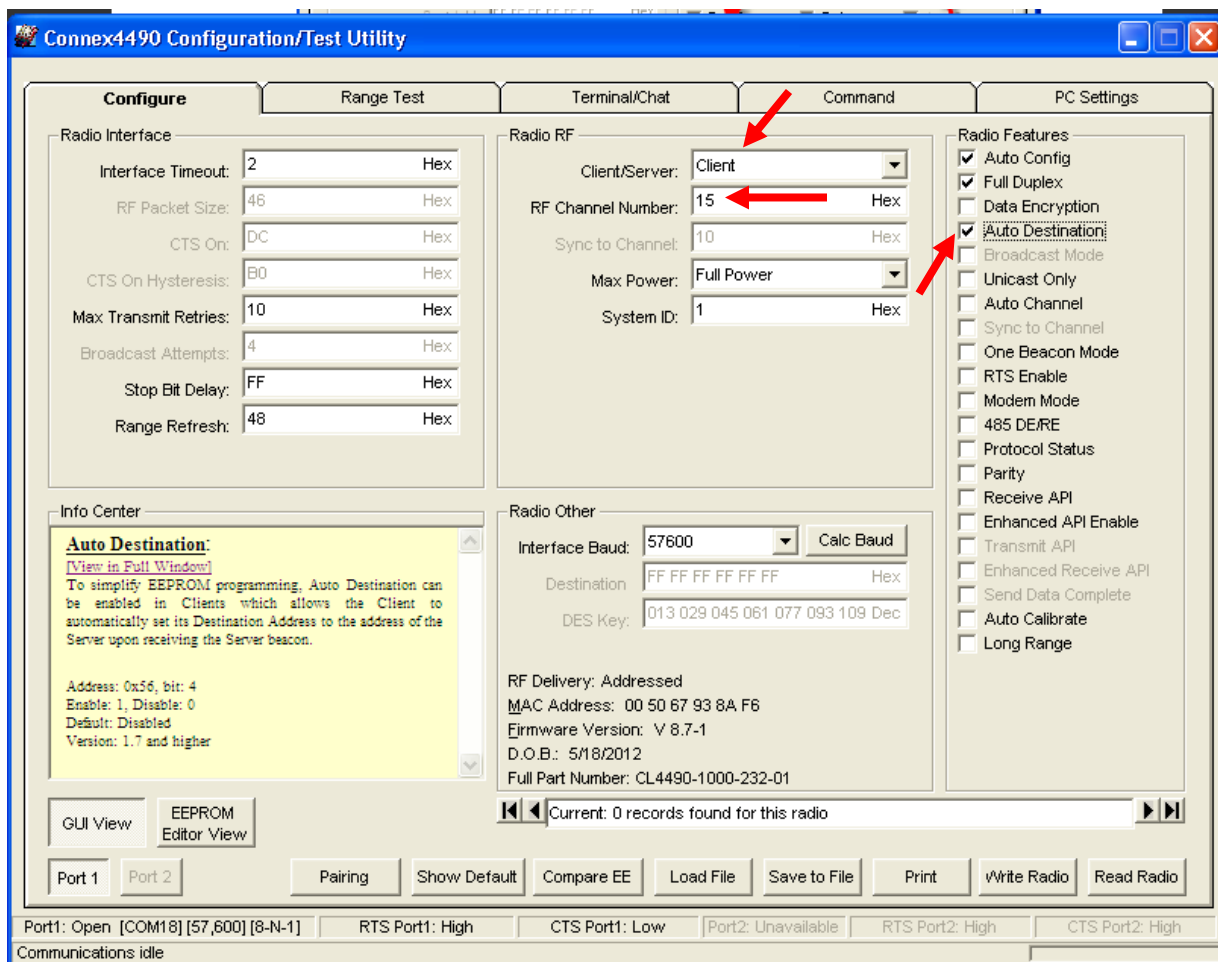 Connex4490 Configuration/Test Utility
Configure Range Test Terminal/Chat Command PC Settings
Radio Interface
Interface Timeout: 2 Hex
RF Packet Size: 46 Hex
CTS On: DC Hex
CTS On Hysteresis: B0 Hex
Max Transmit Retries: 10 Hex
Broadcast Attempts: 4 Hex
Stop Bit Delay: FF Hex
Range Refresh: 48 Hex
Radio RF
Client/Server: Client
RF Channel Number: 15 Hex
Sync to Channel: 10 Hex
Max Power: Full Power
System ID: 1 Hex
Radio Features
Auto Config
Full Duplex
Data Encryption
Auto Destination
Broadcast Mode
Unicast Only
Auto Channel
Sync to Channel
One Beacon Mode
RTS Enable
Modem Mode
485 DE/RE
Protocol Status
Parity
Receive API
Enhanced API Enable
Transmit API
Enhanced Receive API
Send Data Complete
Auto Calibrate
Long Range
Info Center
Auto Destination:
[View in Full Window]
To simplify EEPROM programming, Auto Destination can
be enabled in Clients which allows the Client to
automatically set its Destination Address to the address of the
Server upon receiving the Server beacon.
Address: 0x56, bit: 4
Enable: 1, Disable: 0
Default: Disabled
Version: 1.7 and higher
Radio Other
Interface Baud: 57600 Calc Baud
Destination FF FF FF FF FF FF Hex
DES Key: 013 029 045 061 077 093 109 Dec
RF Delivery: Addressed
MAC Address: 00 50 67 93 8A F6
Firmware Version: V 8.7-1
D.O.B.: 5/18/2012
Full Part Number: CL4490-1000-232-01
Current: 0 records found for this radio
GUI View
EEPROM
Editor View
Port 1 Port 2 Pairing Show Default Compare EE Load File Save to File Print Write Radio Read Radio
Port1: Open [COM18] [57,600] [8-N-1] RTS Port1: High CTS Port1: Low Port2: Unavailable RTS Port2: High CTS Port2: High
Communications idle